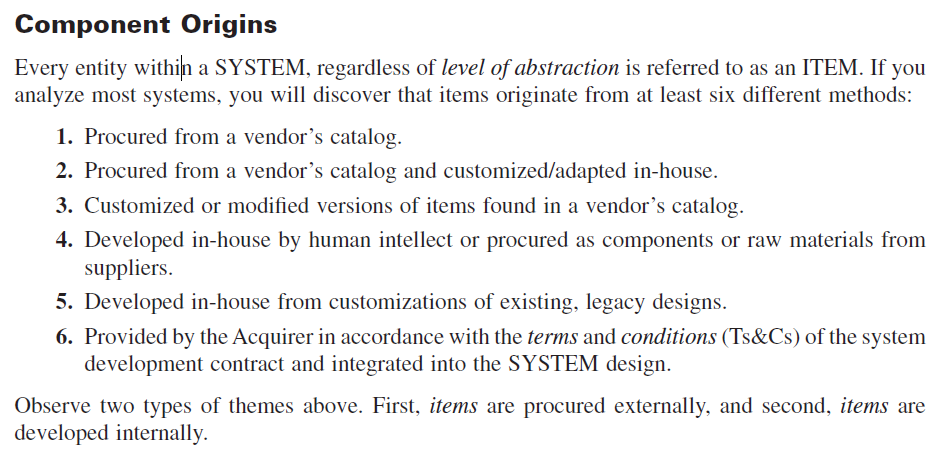 Component Origins
Every entity within a SYSTEM, regardless of level of abstraction is referred to as an ITEM. If you
analyze most systems, you will discover that items originate from at least six different methods:
1. Procured from a vendor’s catalog.
2. Procured from a vendor’s catalog and customized/adapted in-house.
3. Customized or modified versions of items found in a vendor’s catalog.
4. Developed in-house by human intellect or procured as components or raw materials from
suppliers.
5. Developed in-house from customizations of existing, legacy designs.
6. Provided by the Acquirer in accordance with the terms and conditions (Ts&Cs) of the system
development contract and integrated into the SYSTEM design.
Observe two types of themes above. First, items are procured externally, and second, items are
developed internally.